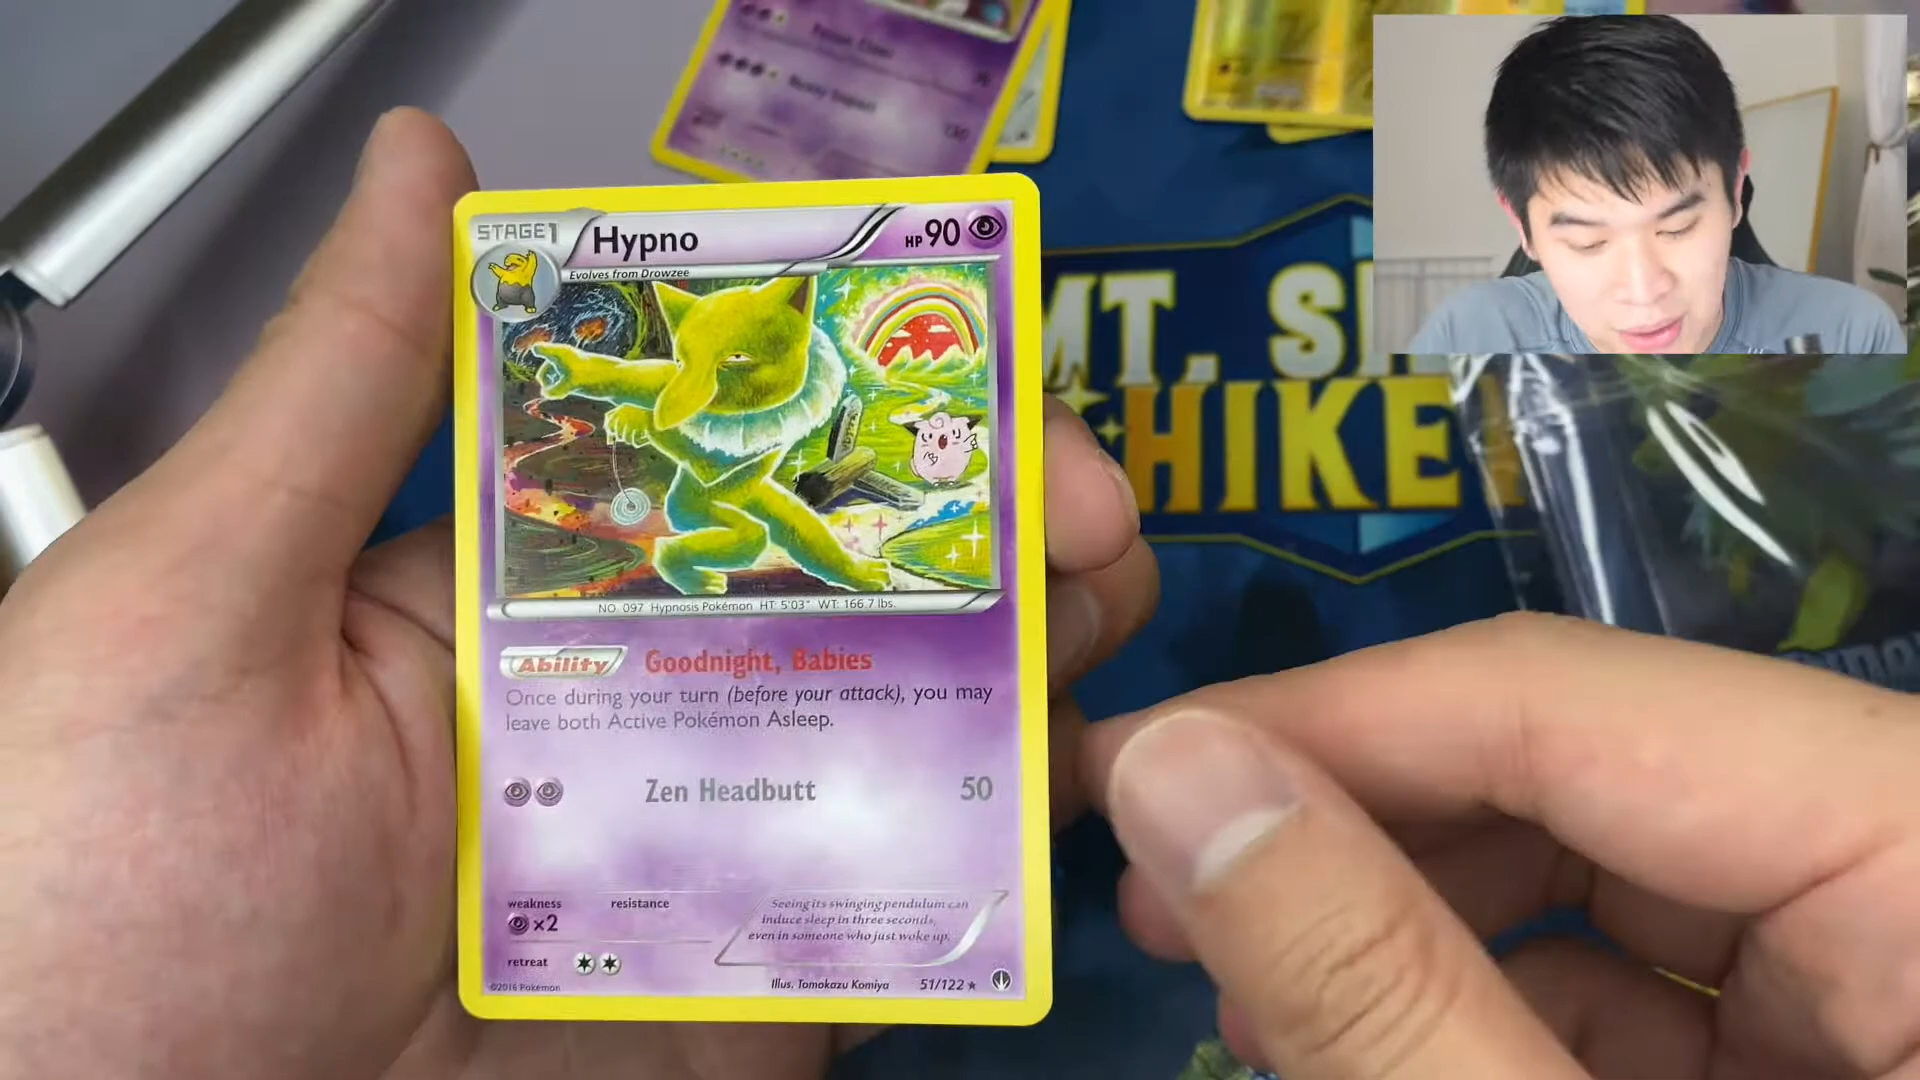 STAGE1
Hypno
HP 90
Evolves from Drowzee
NO. 097 Hypnosis Pokémon HT: 5'03" WT: 166.7 lbs.
Ability Goodnight, Babies
Once during your turn (before your attack), you may
leave both Active Pokémon Asleep.
Zen Headbutt 50
weakness
×2
resistance
retreat
Seeing its swinging pendulum can
induce sleep in three seconds,
even in someone who just woke up.
©2016 Pokémon
Illus. Tomokazu Komiya
51/122
MT. S
HIKE